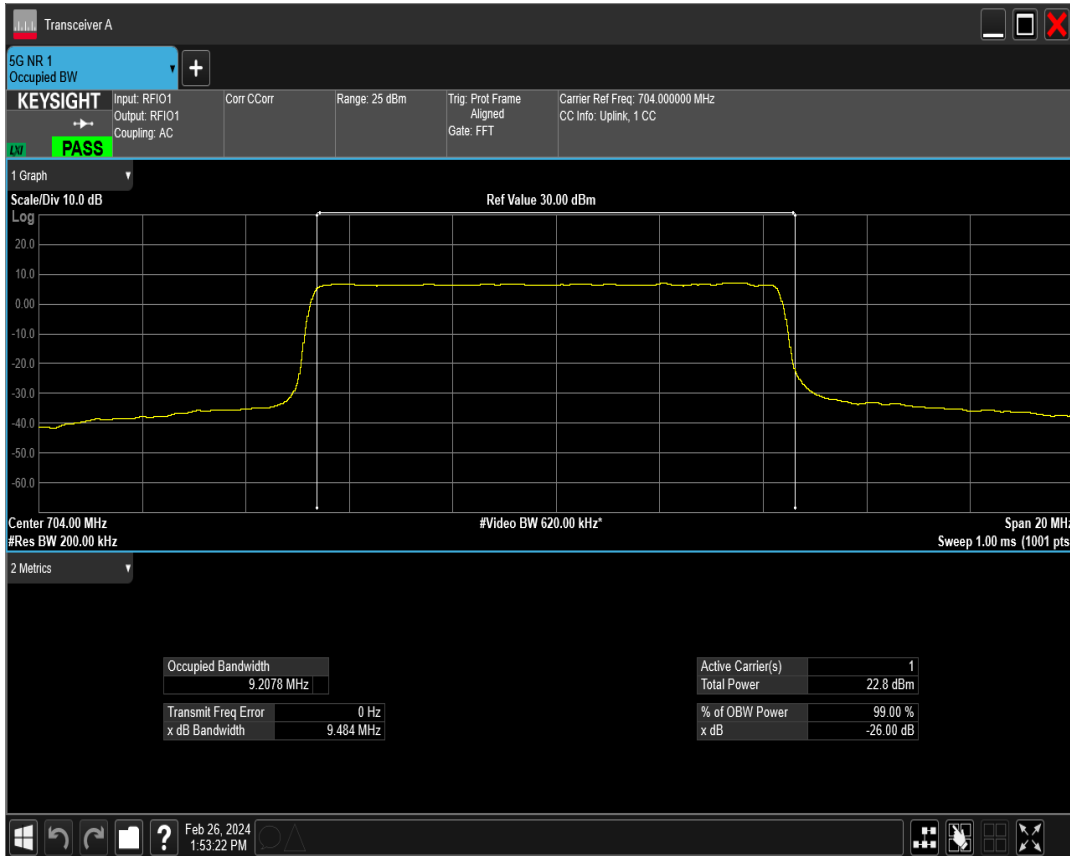 Transceiver A
5G NR 1
Occupied BW
KEYSIGHT
LXI
PASS
Input: RFIO1
Output: RFIO1
Coupling: AC
Corr CCorr
Range: 25 dBm
Trig: Prot Frame
Aligned
Gate: FFT
Carrier Ref Freq: 704.000000 MHz
CC Info: Uplink, 1 CC
1 Graph
Scale/Div 10.0 dB
Ref Value 30.00 dBm
Log
20.0
10.0
0.00
-10.0
-20.0
-30.0
-40.0
-50.0
-60.0
Center 704.00 MHz
#Video BW 620.00 kHz*
Span 20 MHz
#Res BW 200.00 kHz
Sweep 1.00 ms (1001 pts
2 Metrics
Occupied Bandwidth
9.2078 MHz
Transmit Freq Error 0 Hz
x dB Bandwidth 9.484 MHz
Active Carrier(s) 1
Total Power 22.8 dBm
% of OBW Power 99.00 %
x dB -26.00 dB
?
Feb 26, 2024
1:53:22 PM